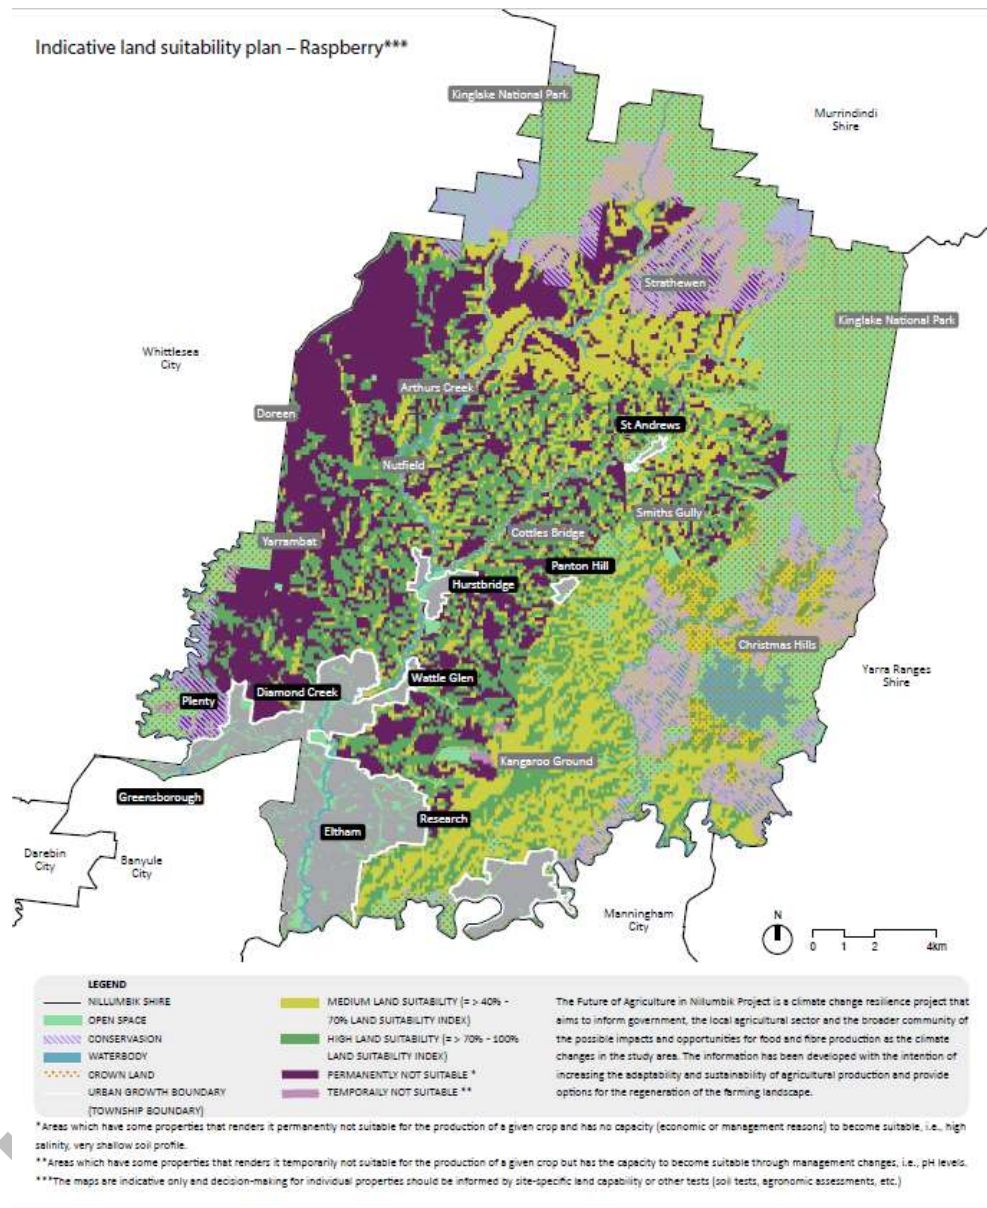 Indicative land suitability plan – Raspberry***
Kinglake National Park
Murrindindi
Shire
Strathewen
Kinglake National Park
Whittlesea
City
Arthurs Creek
Doreen
St Andrews
Nutfield
Smiths Gully
Cottles Bridge
Yarrambat
Panton Hill
Hurstbridge
Christmas Hills
Yarra Ranges
Shire
Wattle Glen
Diamond Creek
Plenty
Kangaroo Ground
Greensborough
Research
Eltham
Darebin
City
Banyule
City
Manningham
City
N
0 1 2 4km
LEGEND
NILLUMBIK SHIRE
OPEN SPACE
CONSERVASION
WATERBODY
CROWN LAND
URBAN GROWTH BOUNDARY
(TOWNSHIP BOUNDARY)
MEDIUM LAND SUITABILITY (= > 40% -
70% LAND SUITABILITY INDEX)
HIGH LAND SUITABILITY (= > 70% - 100%
LAND SUITABILITY INDEX)
PERMANENTLY NOT SUITABLE *
TEMPORAILY NOT SUITABLE **
The Future of Agriculture in Nillumbik Project is a climate change resilience project that
aims to inform government, the local agricultural sector and the broader community of
the possible impacts and opportunities for food and fibre production as the climate
changes in the study area. The information has been developed with the intention of
increasing the adaptability and sustainability of agricultural production and provide
options for the regeneration of the farming landscape.
*Areas which have some properties that renders it permanently not suitable for the production of a given crop and has no capacity (economic or management reasons) to become suitable, i.e., high
salinity, very shallow soil profile.
**Areas which have some properties that renders it temporarily not suitable for the production of a given crop but has the capacity to become suitable through management changes, i.e., pH levels.
***The maps are indicative only and decision-making for individual properties should be informed by site-specific land capability or other tests (soil tests, agronomic assessments, etc.)